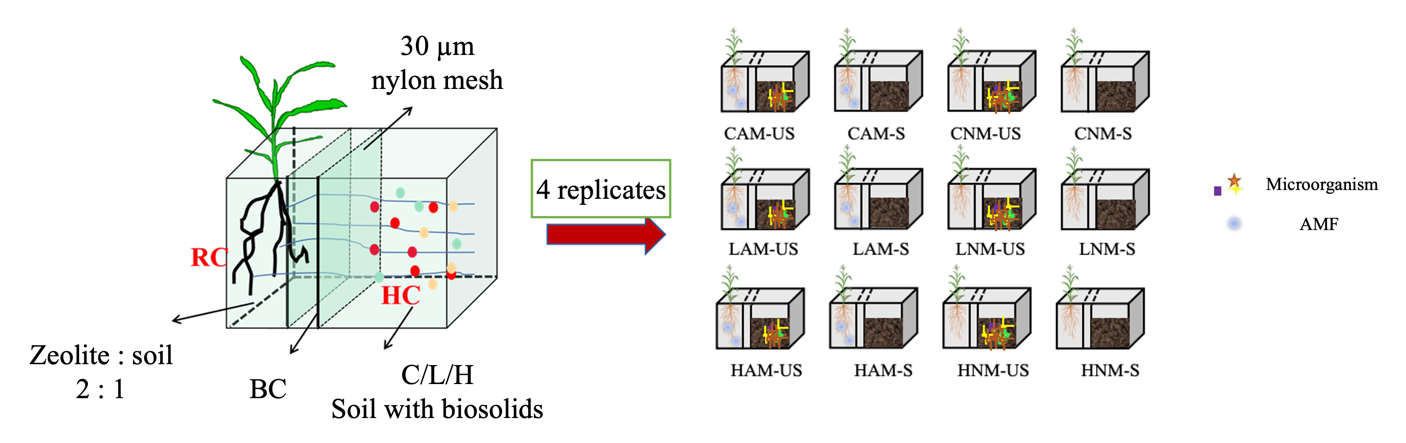 30 µm
nylon mesh
RC
HC
Zeolite : soil
2 : 1
BC
C/L/H
Soil with biosolids
4 replicates
CAM-US
CAM-S
CNM-US
CNM-S
LAM-US
LAM-S
LNM-US
LNM-S
HAM-US
HAM-S
HNM-US
HNM-S
Microorganism
AMF